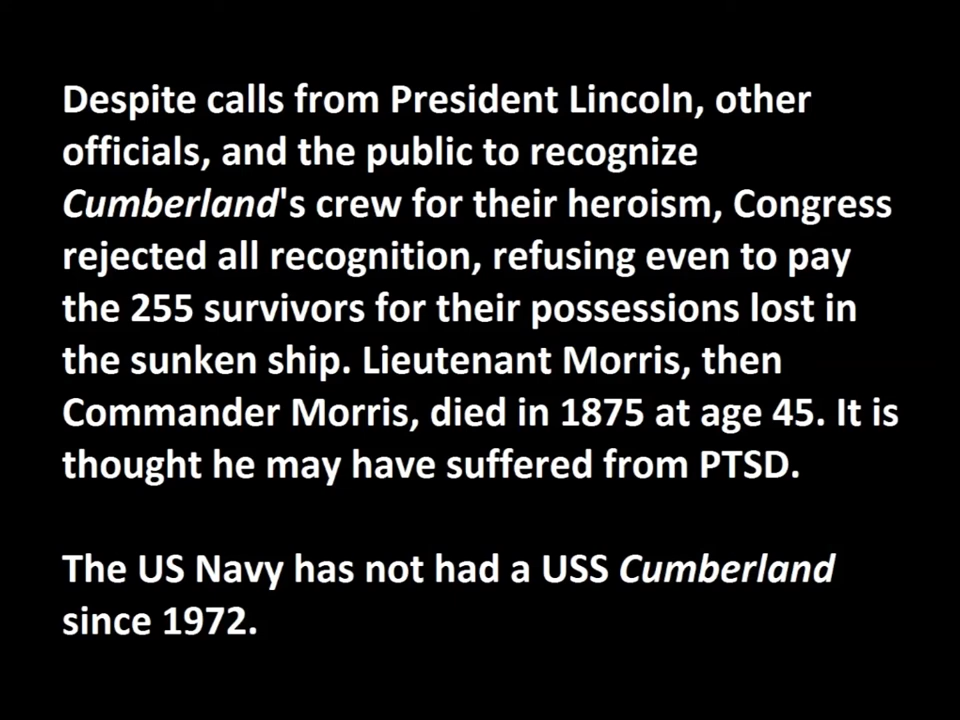 Despite calls from President Lincoln, other
officials, and the public to recognize
Cumberland's crew for their heroism, Congress
rejected all recognition, refusing even to pay
the 255 survivors for their possessions lost in
the sunken ship. Lieutenant Morris, then
Commander Morris, died in 1875 at age 45. It is
thought he may have suffered from PTSD.
The US Navy has not had a USS Cumberland
since 1972.